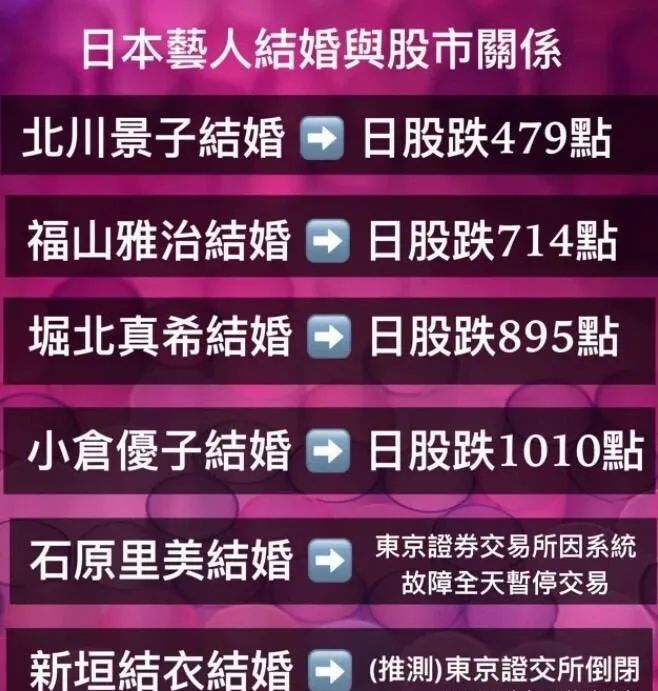 日本藝人結婚與股市關係
北川景子結婚 ➡ 日股跌479點
福山雅治結婚 ➡ 日股跌714點
堀北真希結婚 ➡ 日股跌895點
小倉優子結婚 ➡ 日股跌1010點
石原里美結婚 ➡ 東京證券交易所因系統
故障全天暫停交易
新垣結衣結婚 ➡ (推測)東京證交所倒閉